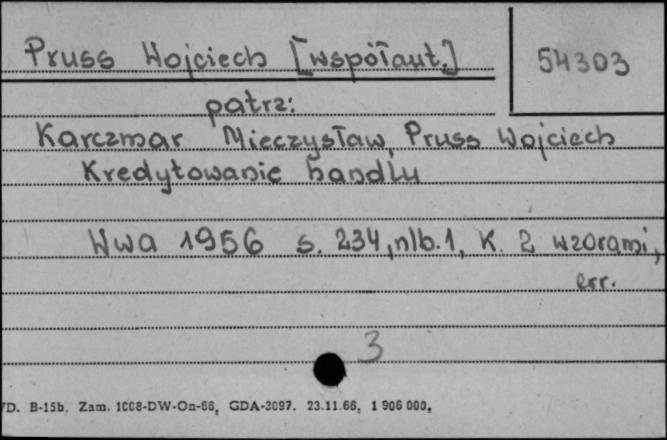 Pruss Wojciech [współaut.]
54303
patrz:
Karczmar Mieczysław, Pruss Wojciech
Kredytowanie handlu
Wwa 1956 s. 234, nlb. 1, K. 2 wzorami,
err.
3
D. B-15b, Zam. 1008-DW-On-66, GDA-3097. 23.11.66, 1 906 000,